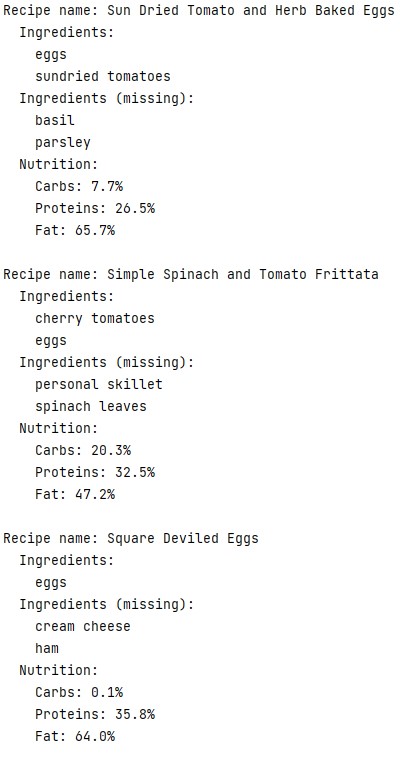 Recipe name: Sun Dried Tomato and Herb Baked Eggs
  Ingredients:
    eggs
    sundried tomatoes
  Ingredients (missing):
    basil
    parsley
  Nutrition:
    Carbs: 7.7%
    Proteins: 26.5%
    Fat: 65.7%

Recipe name: Simple Spinach and Tomato Frittata
  Ingredients:
    cherry tomatoes
    eggs
  Ingredients (missing):
    personal skillet
    spinach leaves
  Nutrition:
    Carbs: 20.3%
    Proteins: 32.5%
    Fat: 47.2%

Recipe name: Square Deviled Eggs
  Ingredients:
    eggs
  Ingredients (missing):
    cream cheese
    ham
  Nutrition:
    Carbs: 0.1%
    Proteins: 35.8%
    Fat: 64.0%